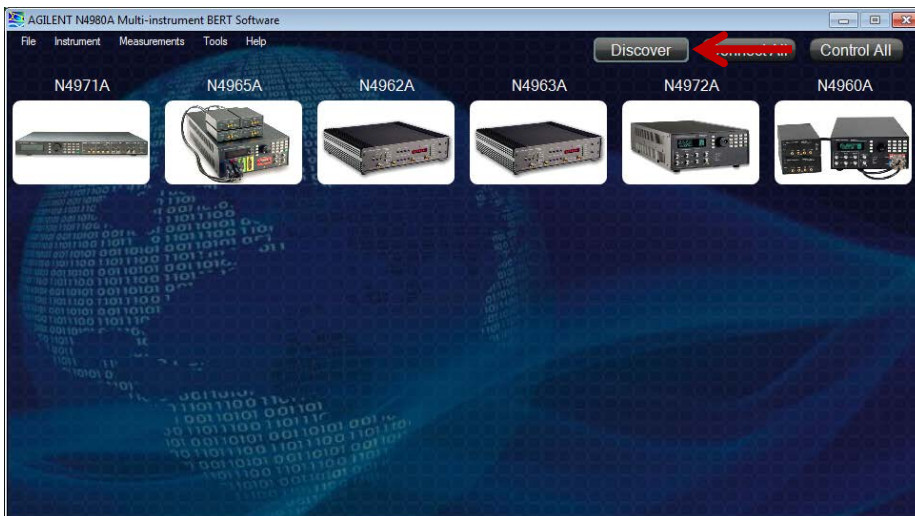 AGILENT N4980A Multi-instrument BERT Software
File Instrument Measurements Tools Help
Discover All Control All
N4971A N4965A N4962A N4963A N4972A N4960A